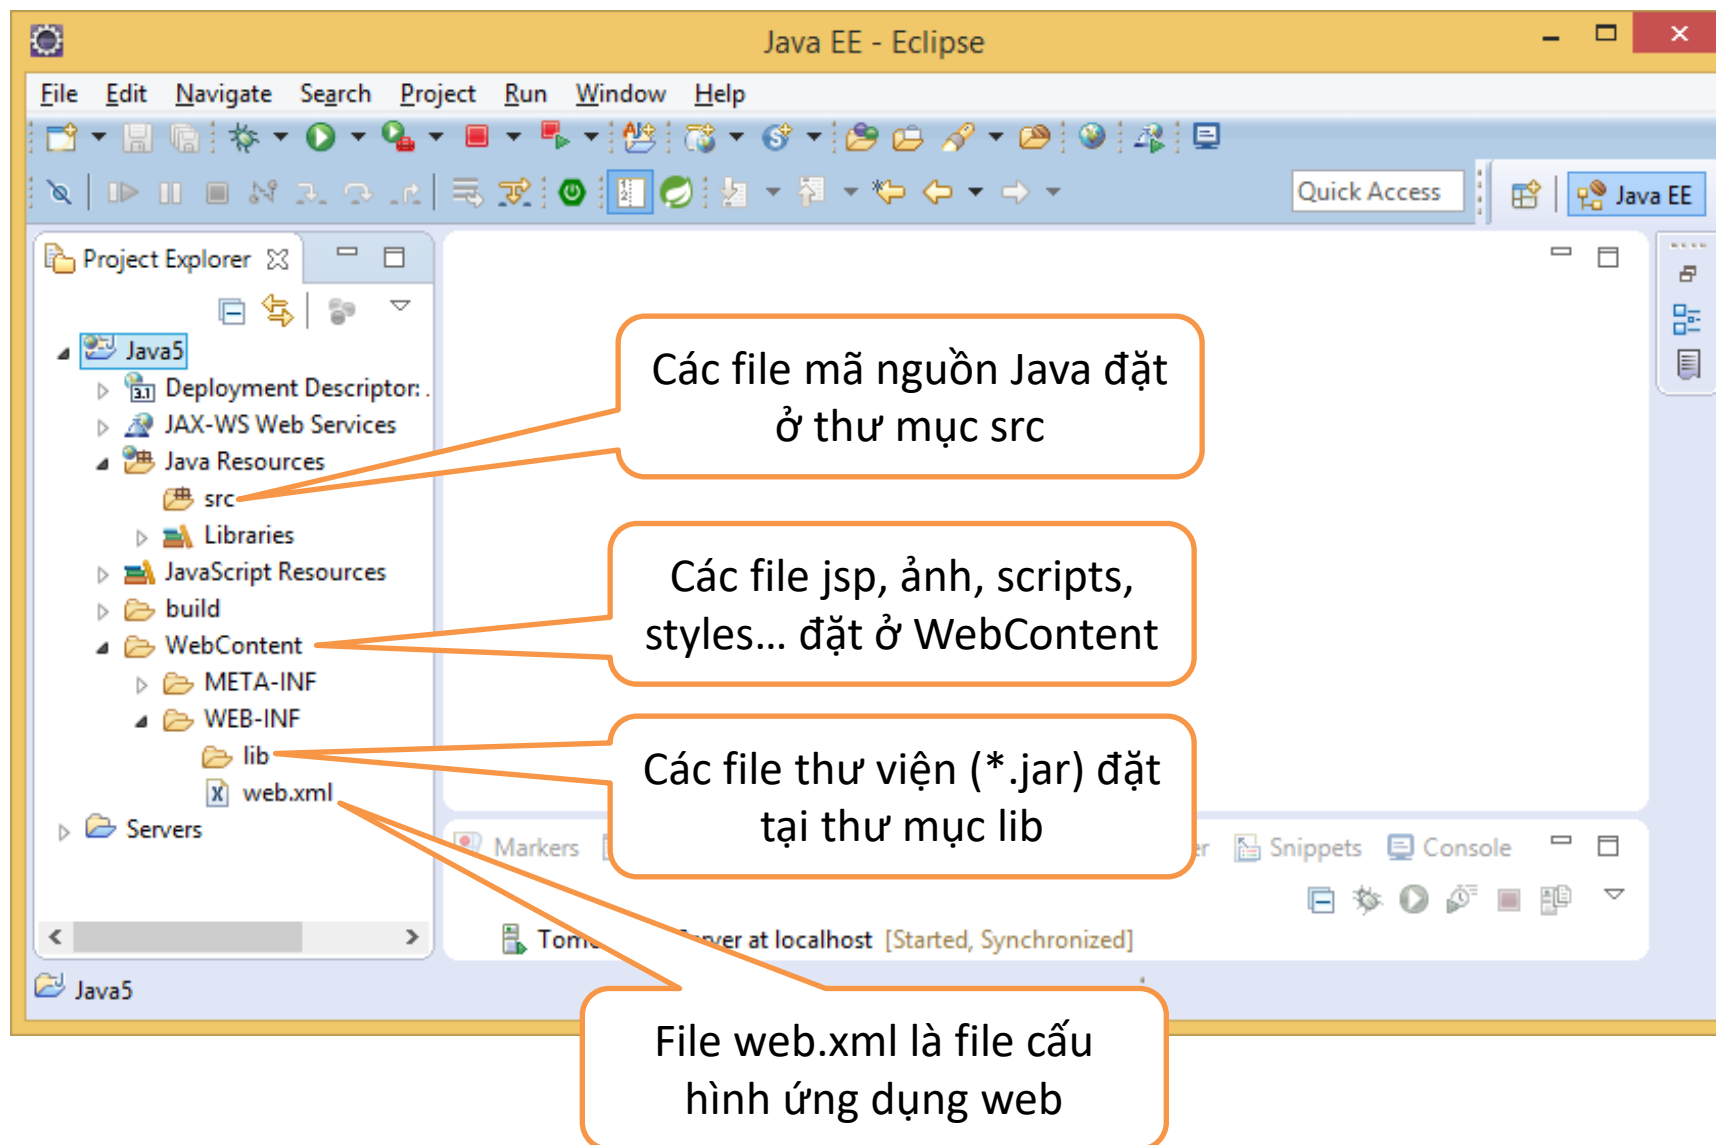 Java EE - Eclipse
File Edit Navigate Search Project Run Window Help
Quick Access
Java EE
Project Explorer
Java5
Deployment Descriptor: .
JAX-WS Web Services
Java Resources
src
Libraries
JavaScript Resources
build
WebContent
META-INF
WEB-INF
lib
web.xml
Servers
Các file mã nguồn Java đặt
ở thư mục src
Các file jsp, ảnh, scripts,
styles... đặt ở WebContent
Các file thư viện (*.jar) đặt
tại thư mục lib
Markers
Snippets Console
at localhost [Started, Synchronized]
Java5
File web.xml là file cấu
hình ứng dụng web